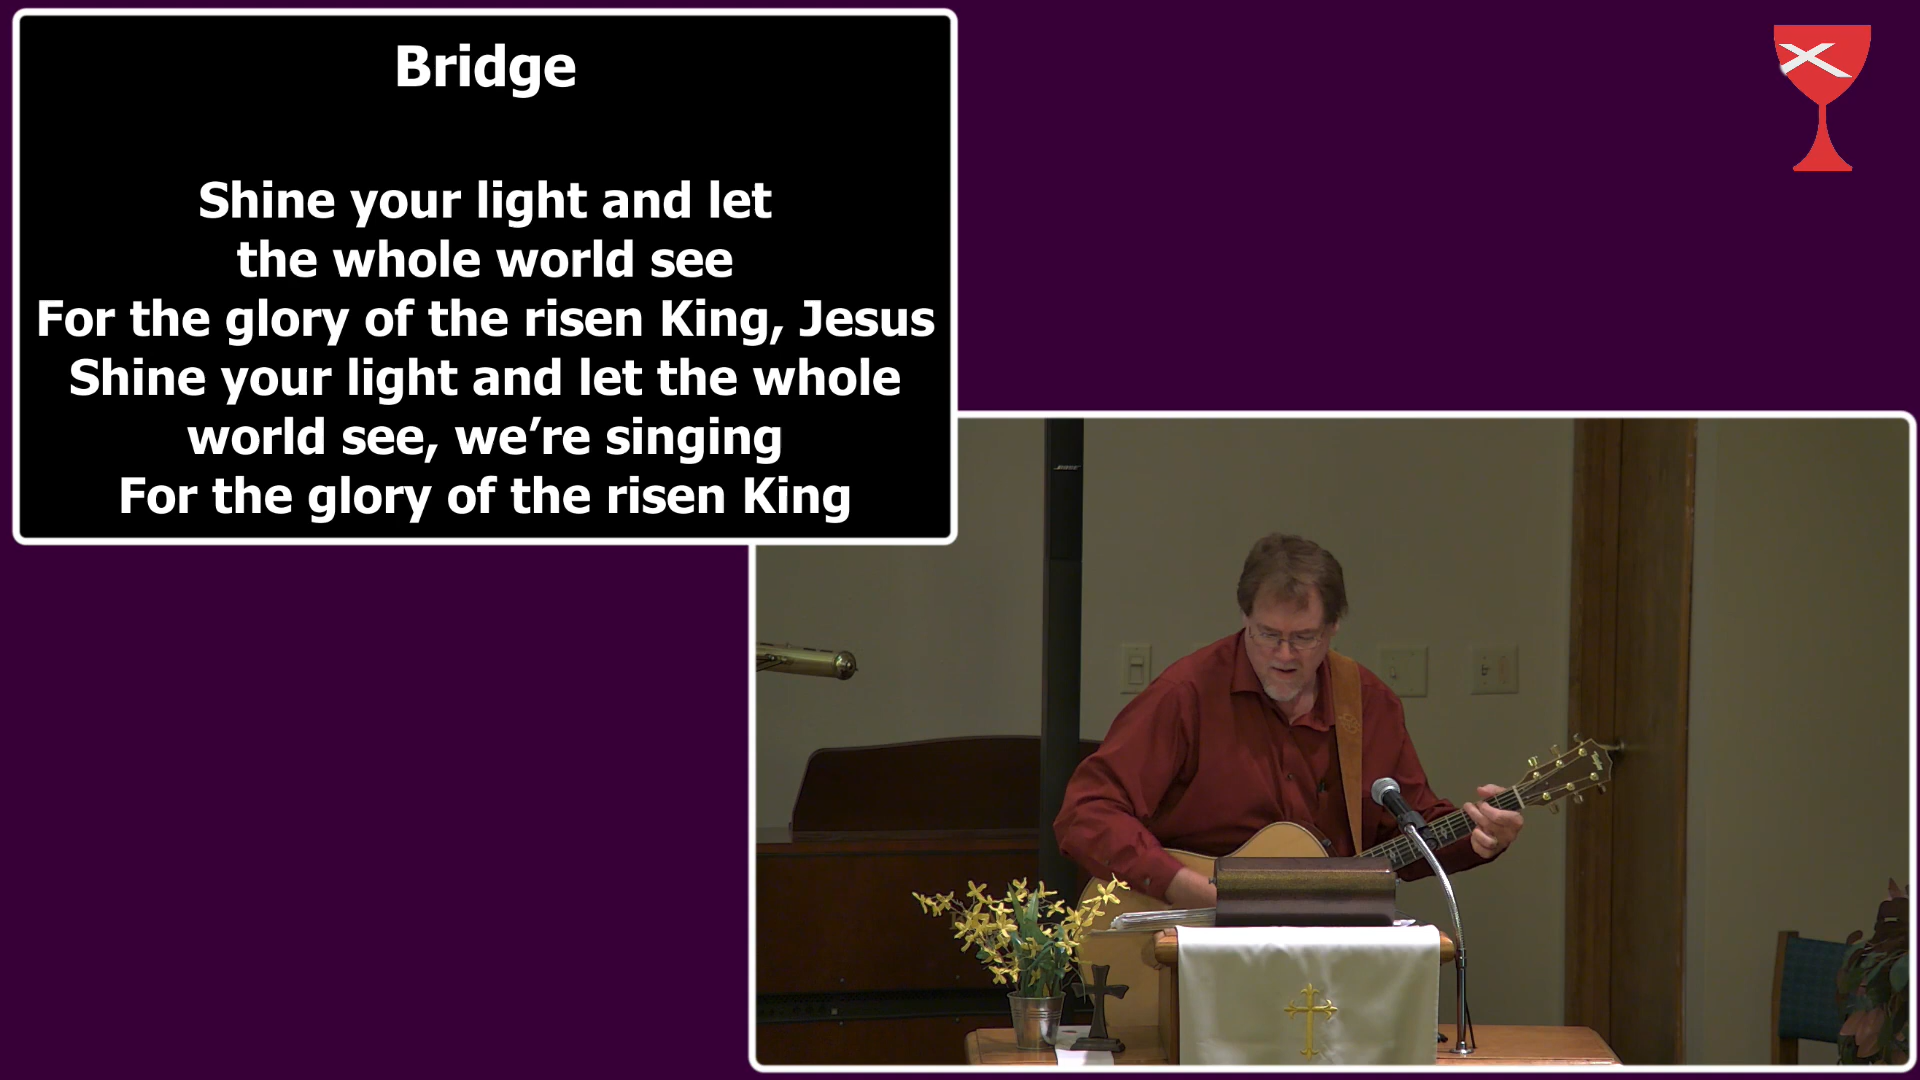 Bridge
Shine your light and let
the whole world see
For the glory of the risen King, Jesus
Shine your light and let the whole
world see, we’re singing
For the glory of the risen King